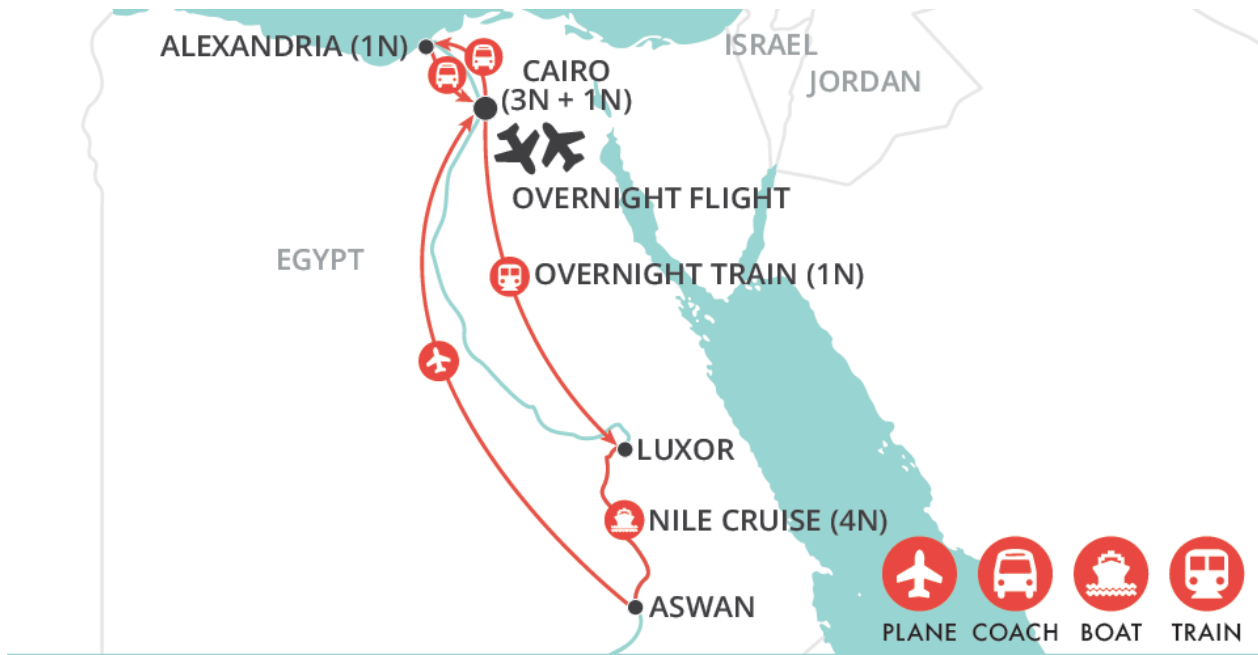 ALEXANDRIA (1N)
ISRAEL
JORDAN
CAIRO
(3N + 1N)
OVERNIGHT FLIGHT
EGYPT
OVERNIGHT TRAIN (1N)
LUXOR
NILE CRUISE (4N)
ASWAN
PLANE COACH BOAT TRAIN